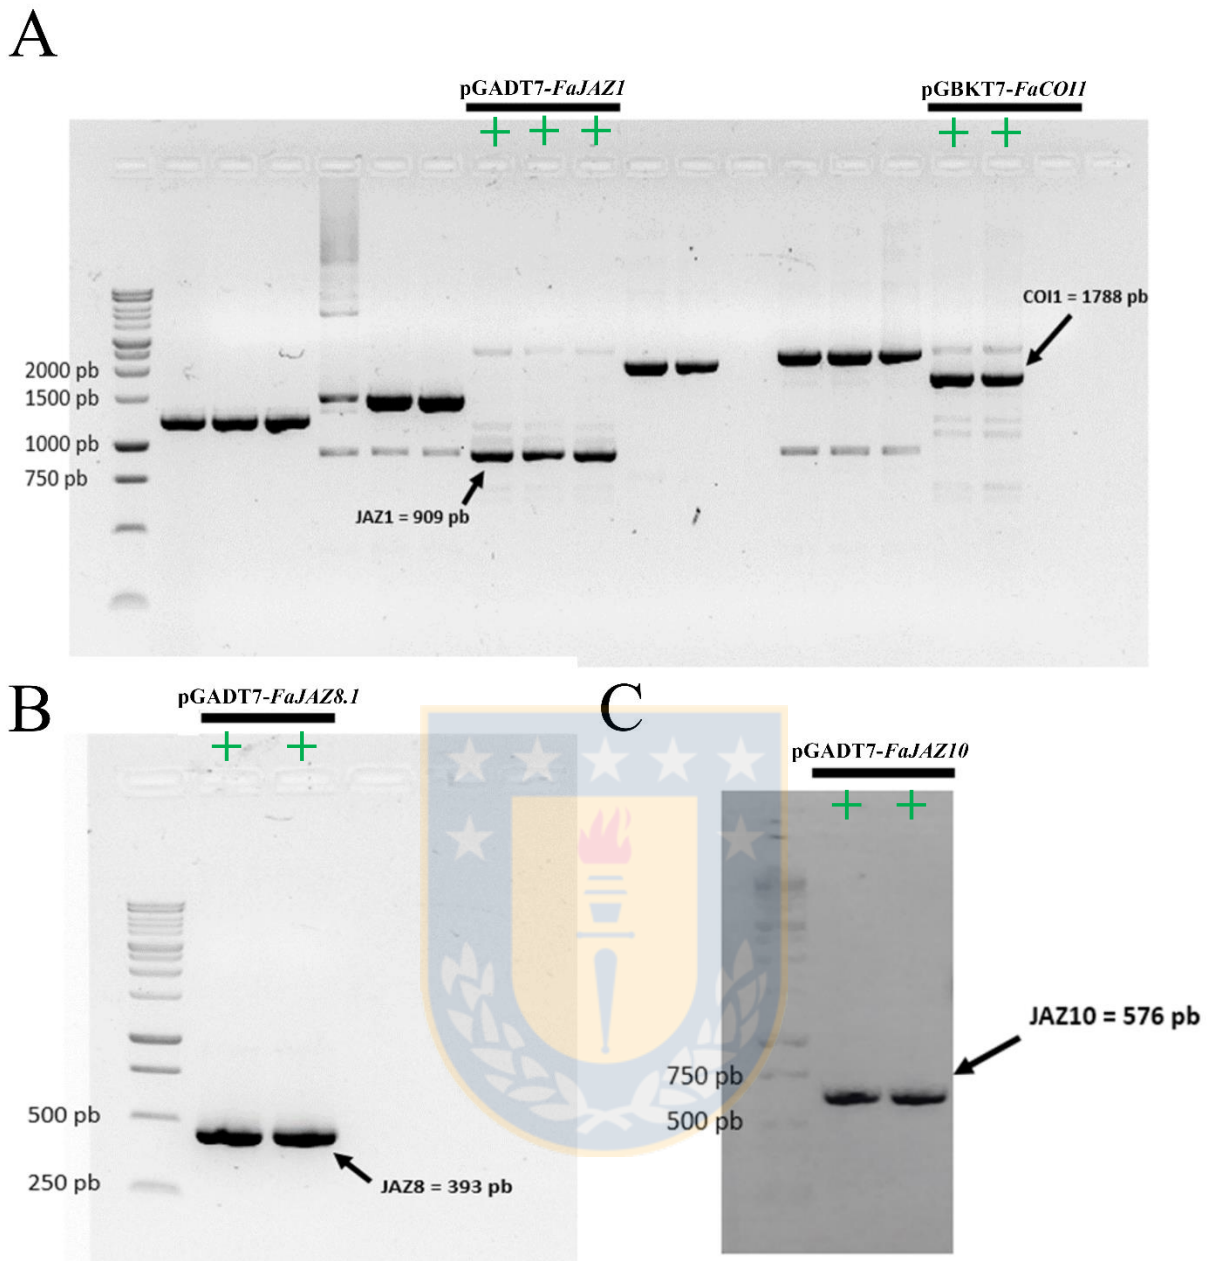 A
pGADT7-FaJAZ1
pGBKT7-FaCOI1
+ + +
+ +
COI1 = 1788 pb
2000 pb
1500 pb
1000 pb
750 pb
JAZ1 = 909 pb
B
pGADT7-FaJAZ8.1
+ +
500 pb
250 pb
JAZ8 = 393 pb
C
pGADT7-FaJAZ10
+ +
JAZ10 = 576 pb
750 pb
500 pb